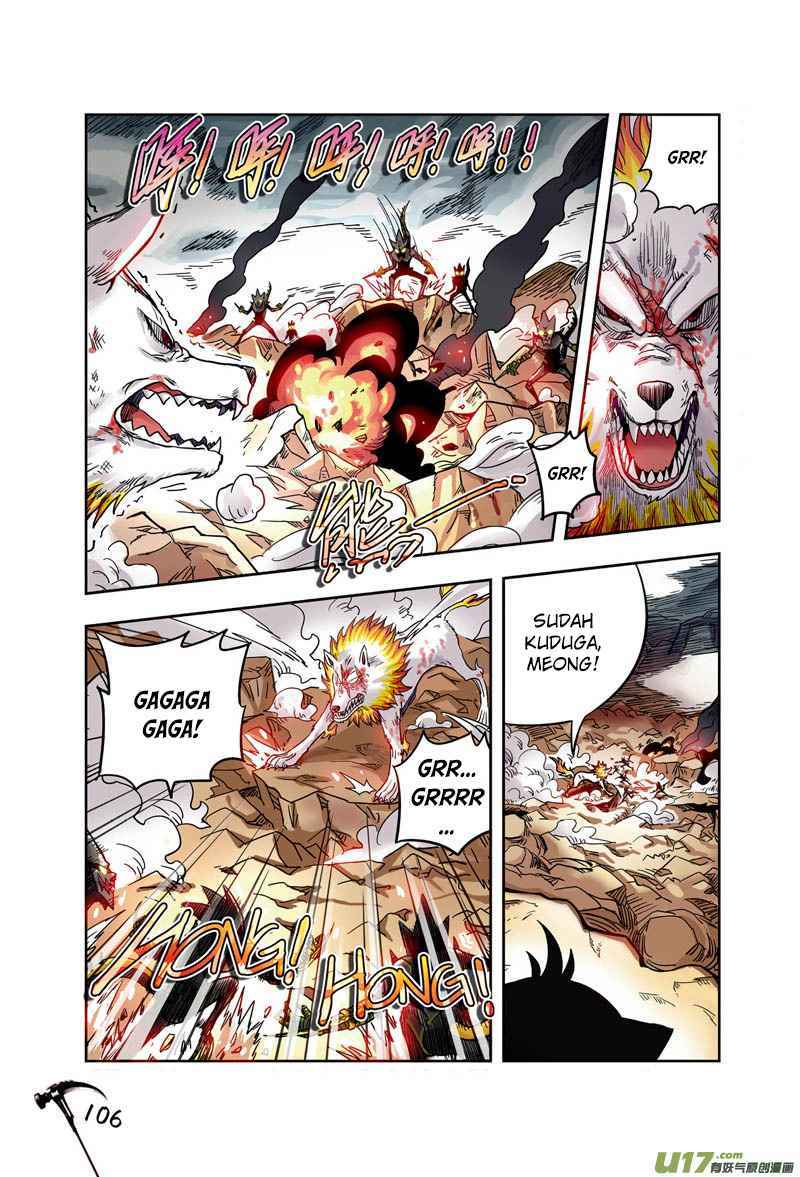 呼! 呼! 呼! 呼! 呼!!
GRR!
GRR!
SUDAH
KUDUGA,
MEONG!
GAGAGA
GAGA!
GRR...
GRRRR
...
HONG!
HONG!
106
U17.com
有妖气原创漫画